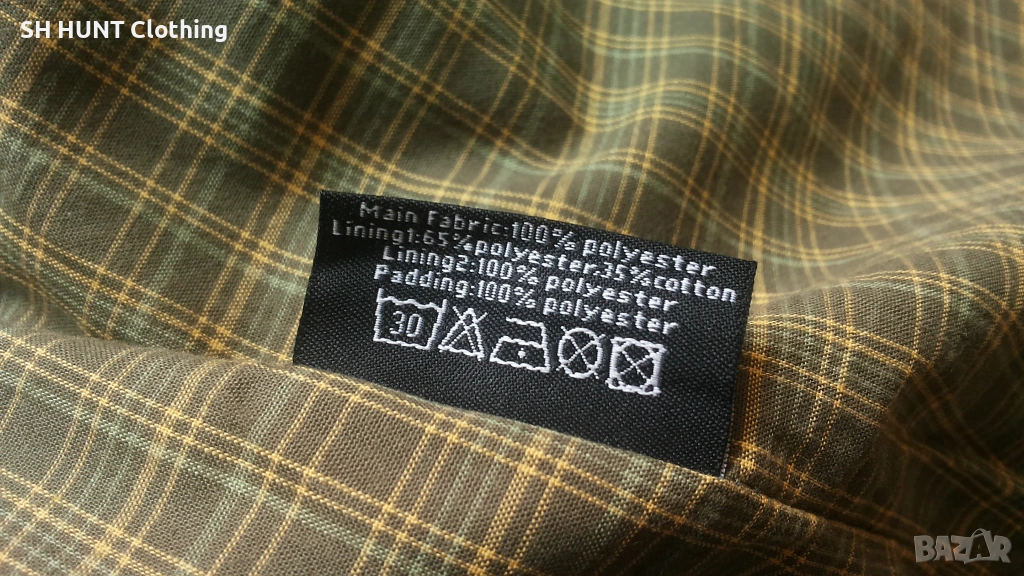 SH HUNT Clothing
Main Fabric:100% polyester
Lining1:65%polyester.35%cotton
Lining2:100% polyester
Padding:100% polyester
30
BAZAR